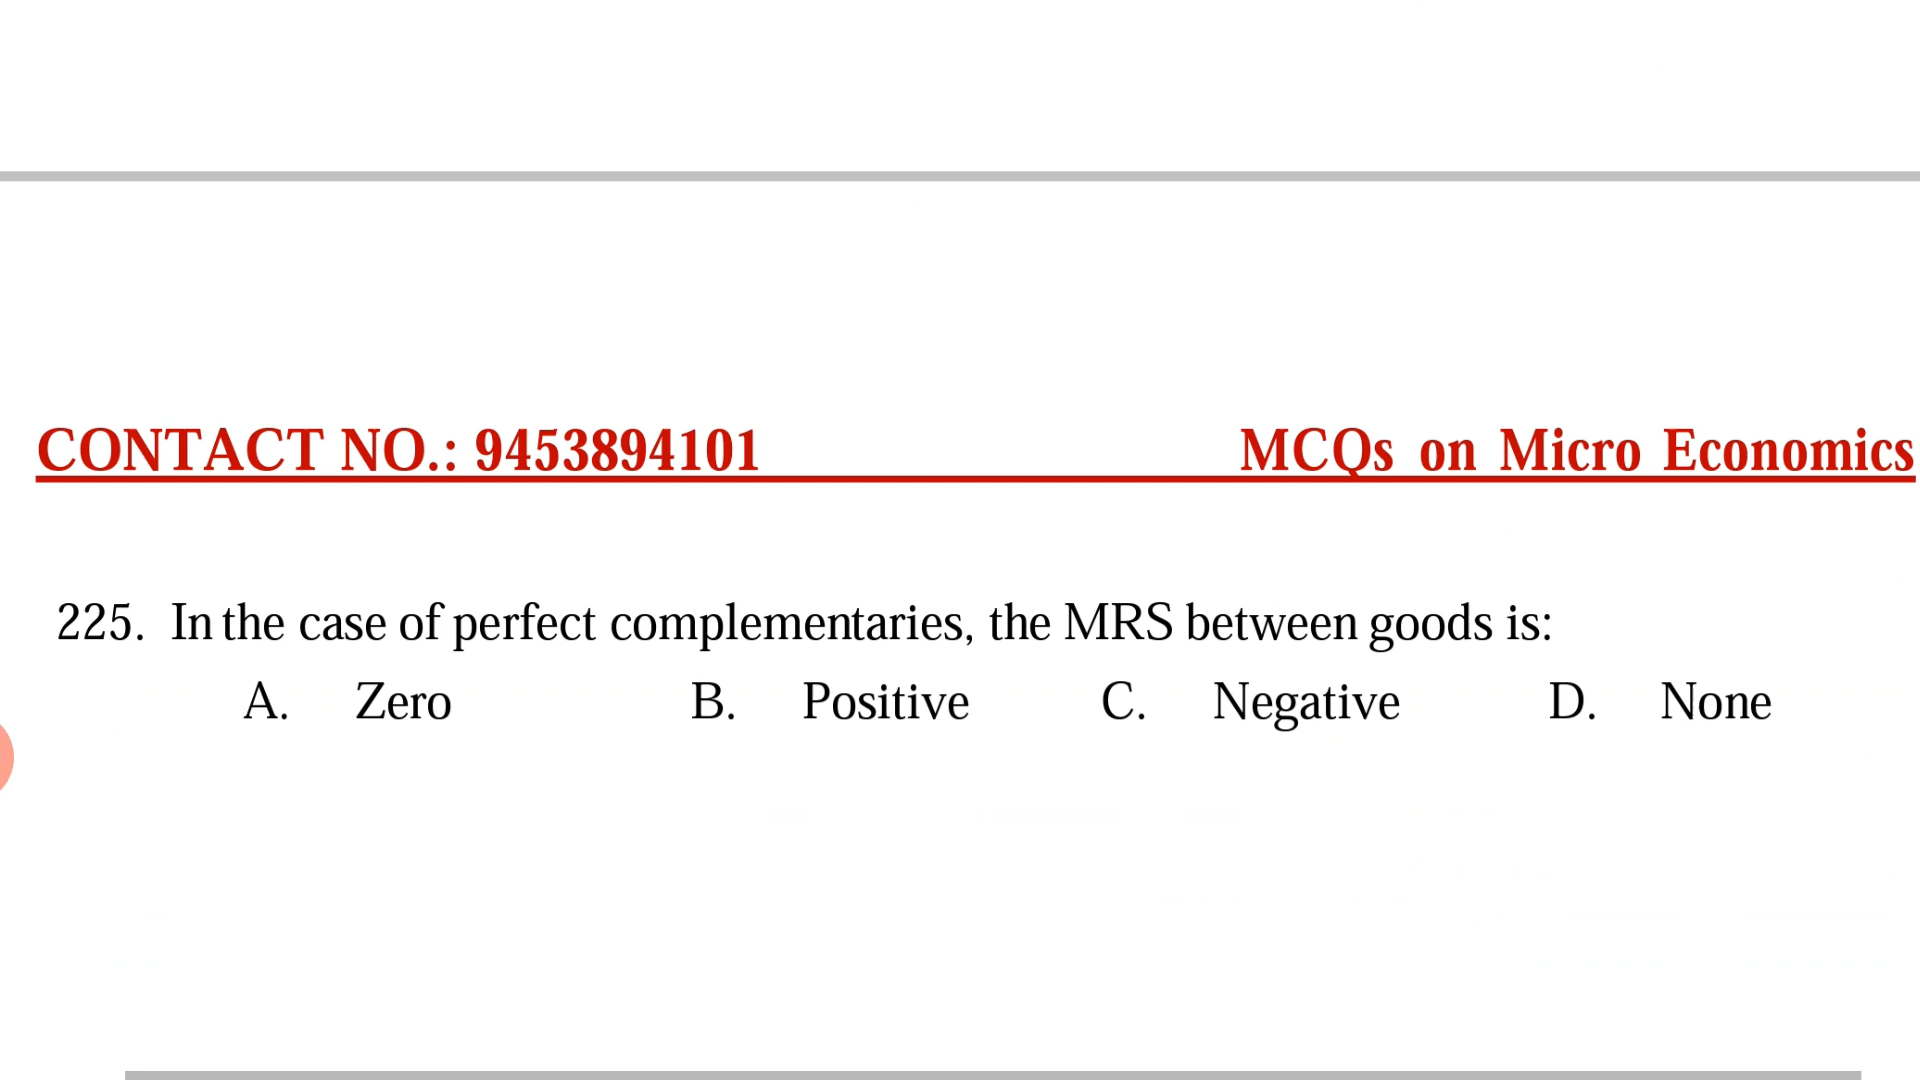 CONTACT NO.: 9453894101 MCQs on Micro Economics
225. In the case of perfect complementaries, the MRS between goods is:
A. Zero B. Positive C. Negative D. None